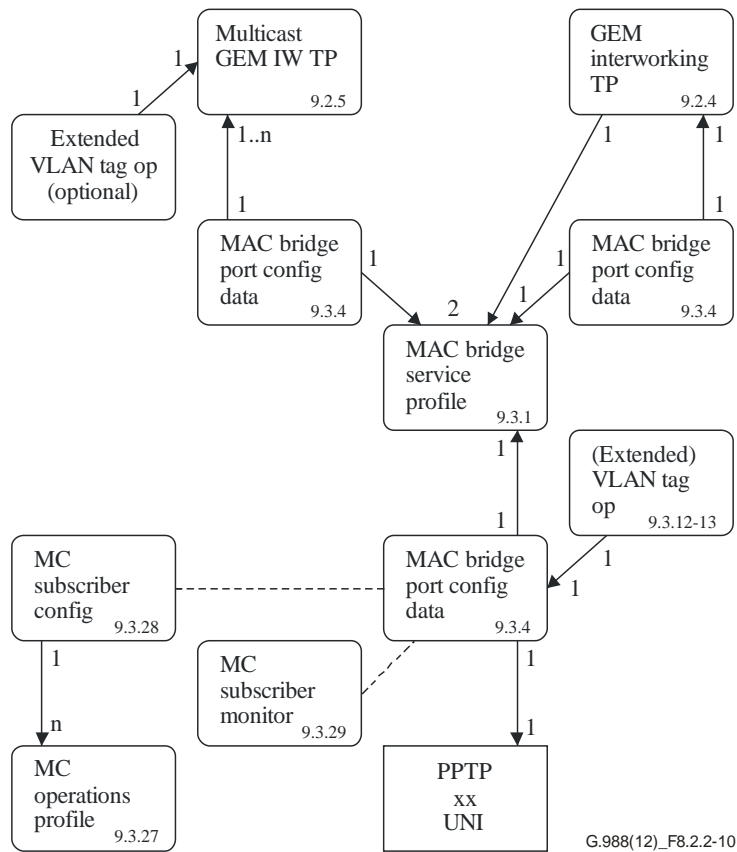 Multicast
GEM IW TP
9.2.5
GEM
interworking
TP
9.2.4
1
1
Extended
VLAN tag op
(optional)
1..n
1
1
1
1
MAC bridge
port config
data
9.3.4
1
MAC bridge
port config
data
9.3.4
1
2
1
MAC bridge
service
profile
9.3.1
1
(Extended)
VLAN tag
op
9.3.12-13
1
MC
subscriber
config
9.3.28
MAC bridge
port config
data
9.3.4
1
1
1
MC
subscriber
monitor
9.3.29
1
n
1
MC
operations
profile
9.3.27
PPTP
xx
UNI
G.988(12)_F8.2.2-10